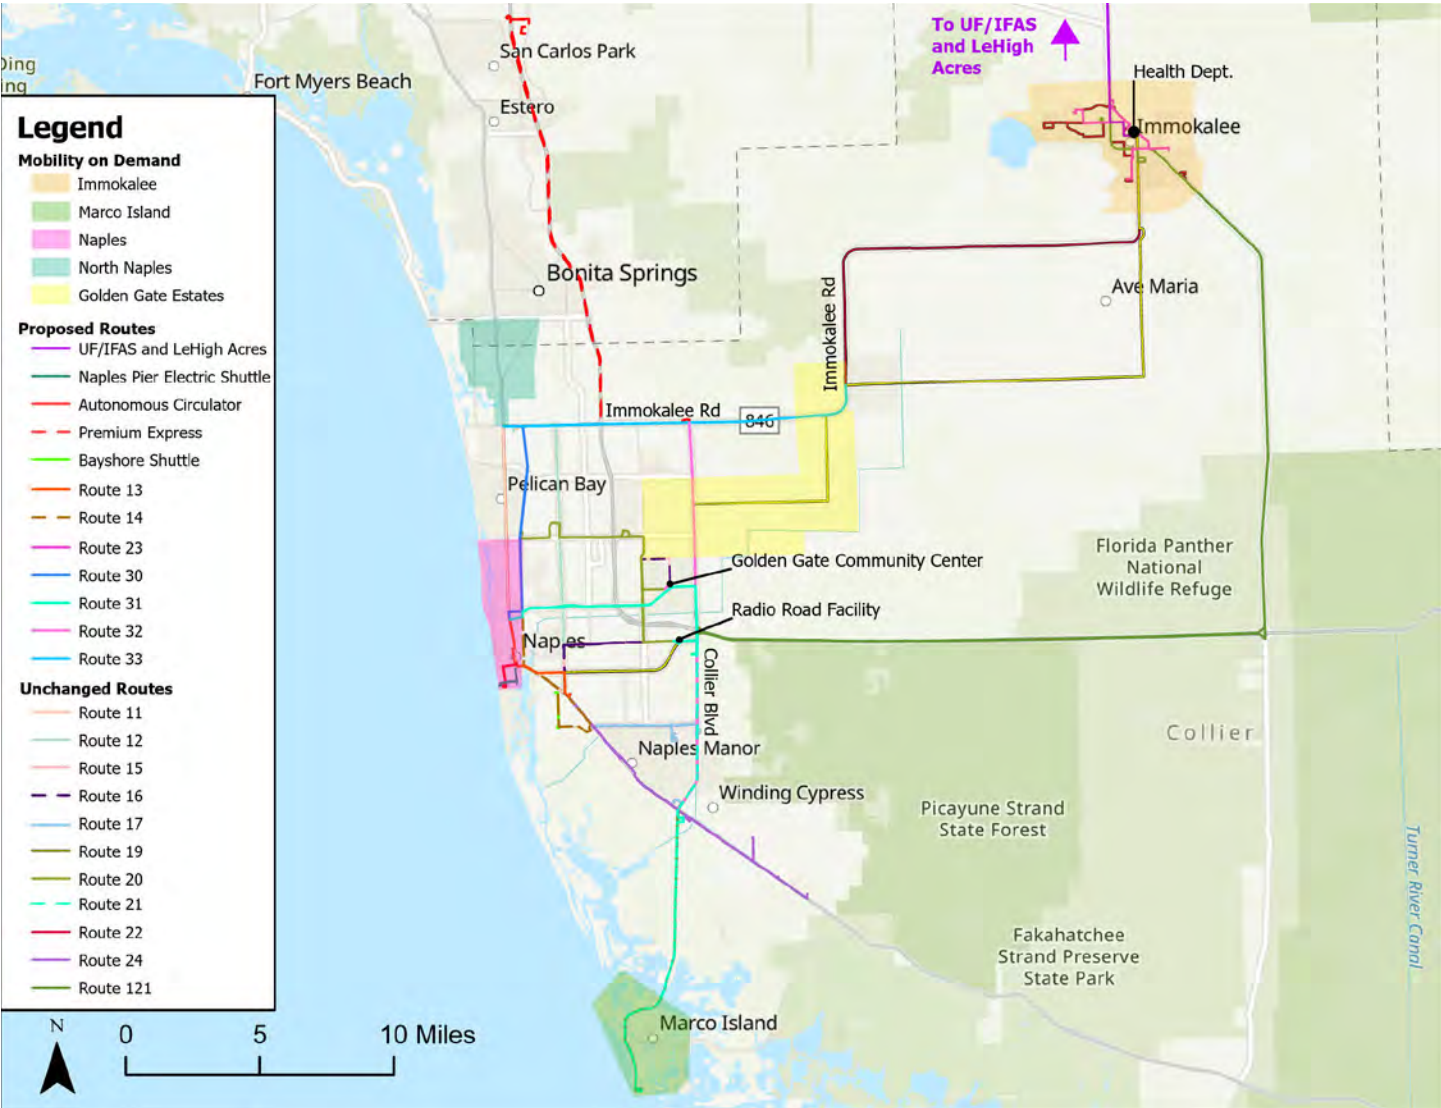 To UF/IFAS
and LeHigh
Acres
San Carlos Park
Health Dept.
Ding
ing
Fort Myers Beach
Estero
Immokalee
Legend
Mobility on Demand
Immokalee
Marco Island
Naples
North Naples
Golden Gate Estates
Proposed Routes
UF/IFAS and LeHigh Acres
Naples Pier Electric Shuttle
Autonomous Circulator
Premium Express
Bayshore Shuttle
Route 13
Route 14
Route 23
Route 30
Route 31
Route 32
Route 33
Unchanged Routes
Route 11
Route 12
Route 15
Route 16
Route 17
Route 19
Route 20
Route 21
Route 22
Route 24
Route 121
Bonita Springs
Ave Maria
Immokalee Rd
Immokalee Rd
846
Pelican Bay
Golden Gate Community Center
Florida Panther
National
Wildlife Refuge
Radio Road Facility
Naples
Collier Blvd
Naples Manor
Collier
Winding Cypress
Picayune Strand
State Forest
Turner River Canal
Fakahatchee
Strand Preserve
State Park
Marco Island
N
0 5 10 Miles